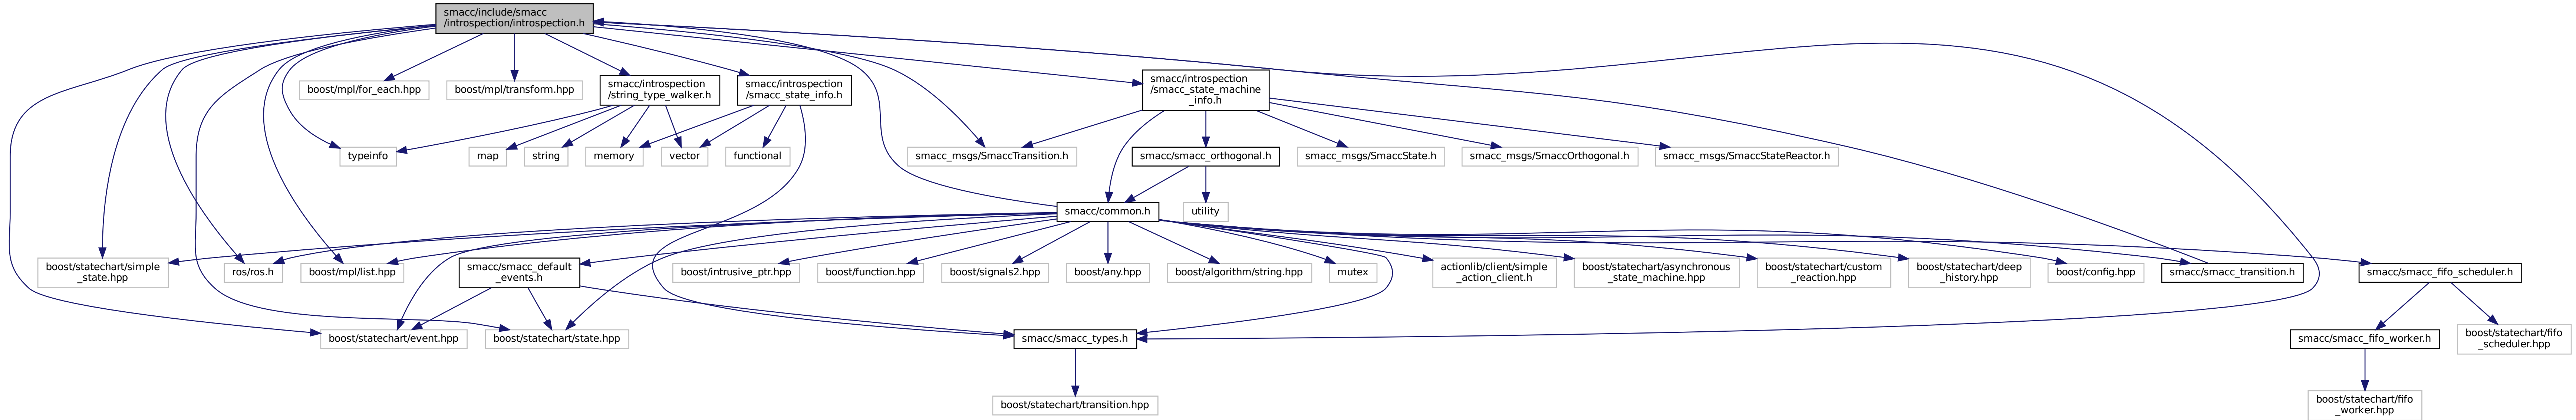 smacc/include/smacc
/introspection/introspection.h
smacc/introspection
/smacc_state_machine
_info.h
boost/mpl/for_each.hpp
boost/mpl/transform.hpp
smacc/introspection
/string_type_walker.h
smacc/introspection
/smacc_state_info.h
typeinfo
map
string
memory
vector
functional
smacc_msgs/SmaccTransition.h
smacc/smacc_orthogonal.h
smacc_msgs/SmaccState.h
smacc_msgs/SmaccOrthogonal.h
smacc_msgs/SmaccStateReactor.h
smacc/common.h
utility
boost/statechart/simple
_state.hpp
ros/ros.h
boost/mpl/list.hpp
smacc/smacc_default
_events.h
boost/intrusive_ptr.hpp
boost/function.hpp
boost/signals2.hpp
boost/any.hpp
boost/algorithm/string.hpp
mutex
actionlib/client/simple
_action_client.h
boost/statechart/asynchronous
_state_machine.hpp
boost/statechart/custom
_reaction.hpp
boost/statechart/deep
_history.hpp
boost/config.hpp
smacc/smacc_transition.h
smacc/smacc_fifo_scheduler.h
boost/statechart/event.hpp
boost/statechart/state.hpp
smacc/smacc_types.h
smacc/smacc_fifo_worker.h
boost/statechart/fifo
_scheduler.hpp
boost/statechart/transition.hpp
boost/statechart/fifo
_worker.hpp